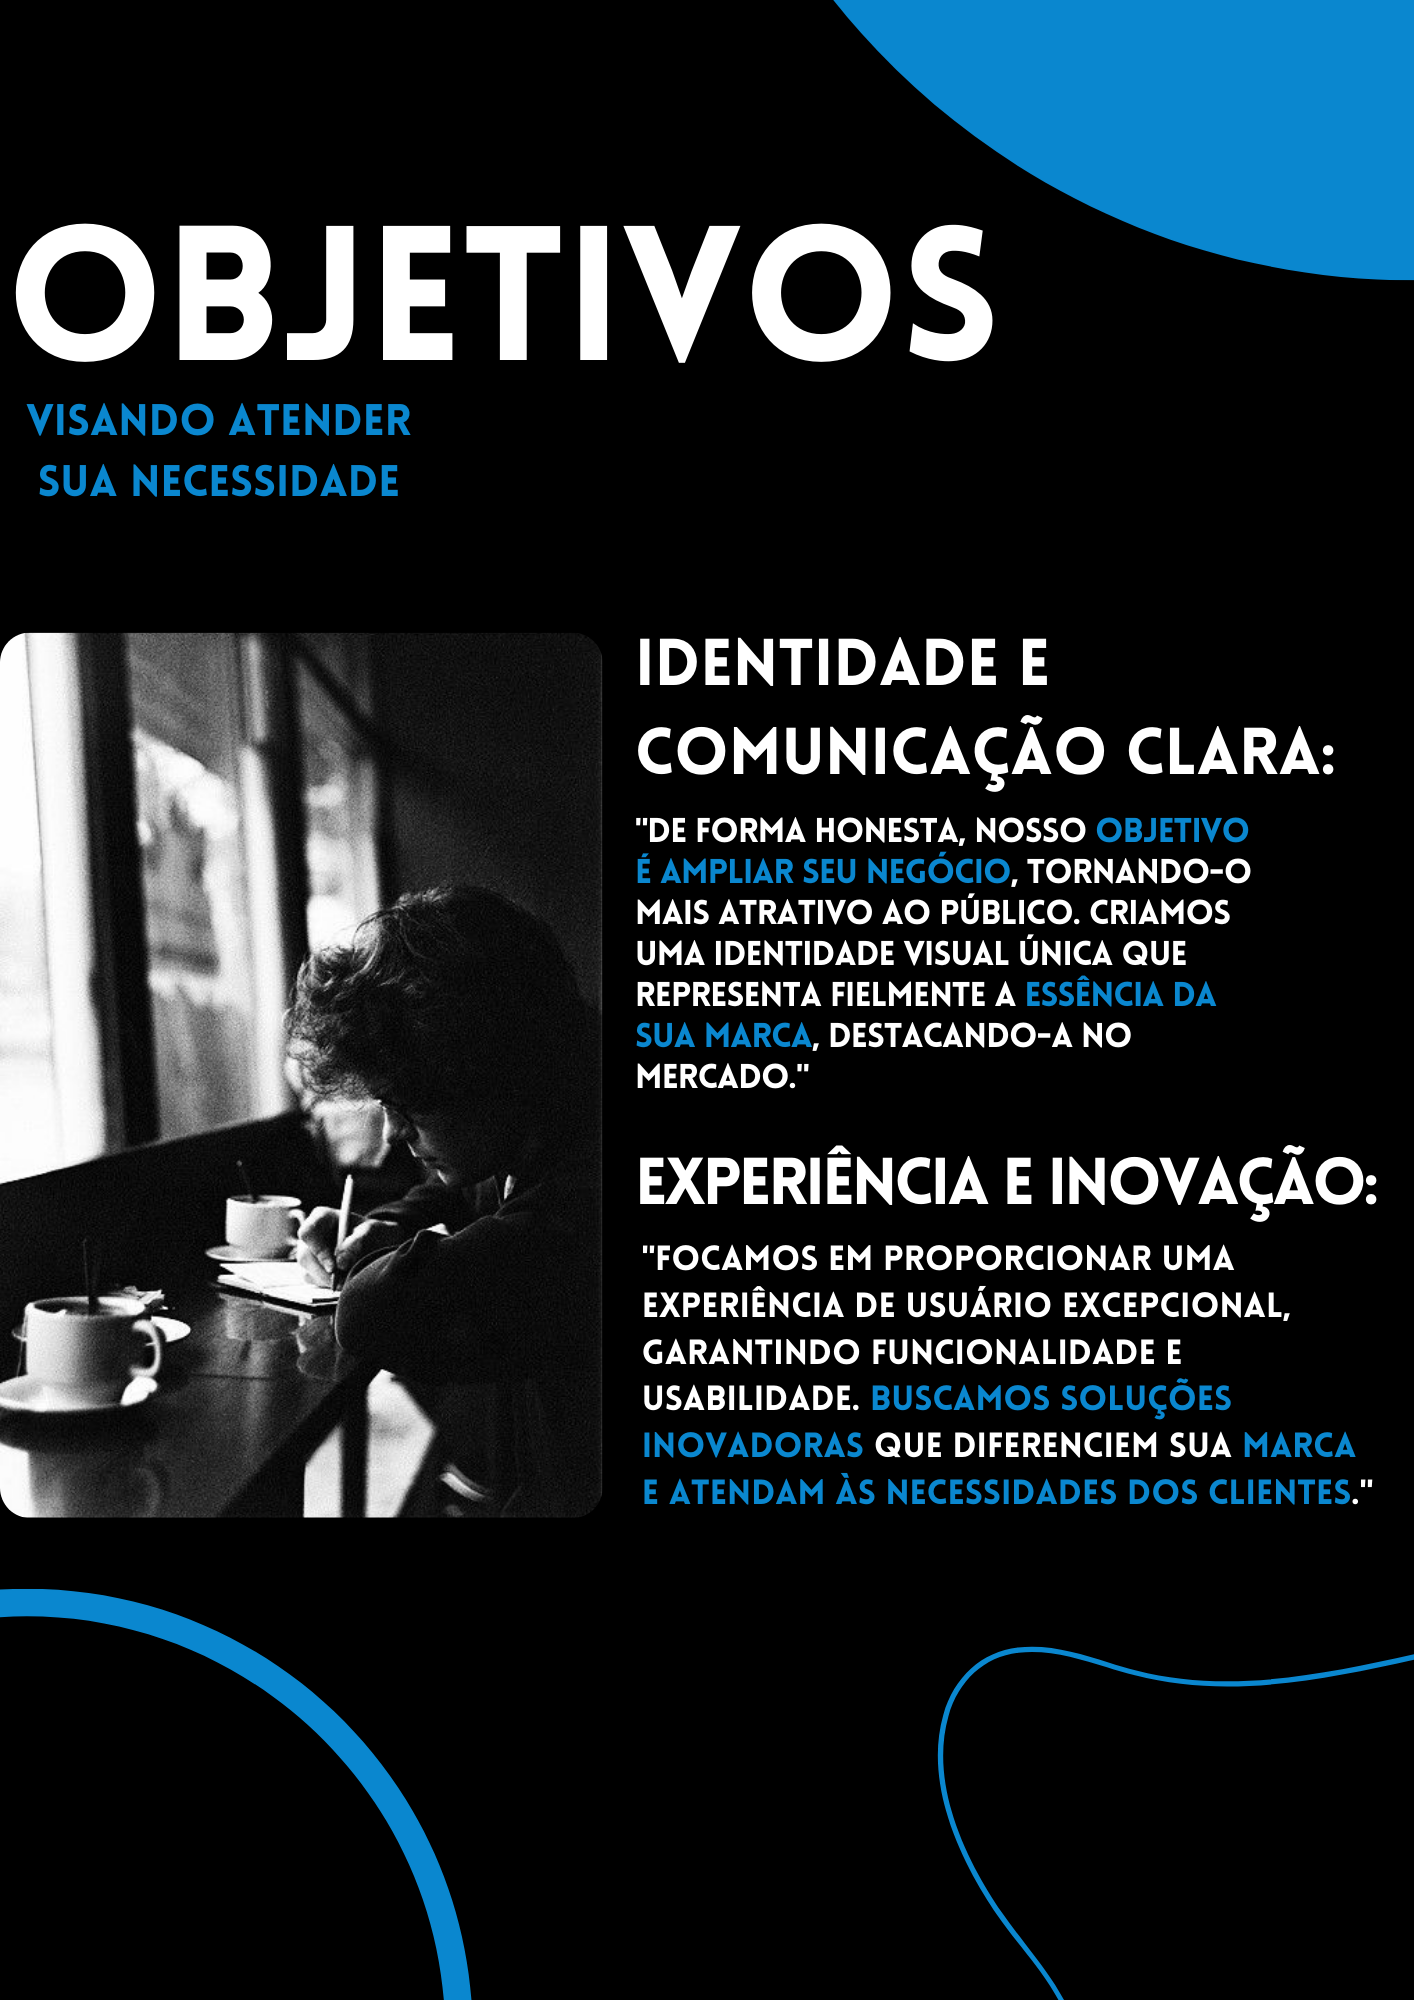 OBJETIVOS
VISANDO ATENDER
SUA NECESSIDADE
IDENTIDADE E
COMUNICAÇÃO CLARA:
"DE FORMA HONESTA, NOSSO OBJETIVO
É AMPLIAR SEU NEGÓCIO, TORNANDO-O
MAIS ATRATIVO AO PÚBLICO. CRIAMOS
UMA IDENTIDADE VISUAL ÚNICA QUE
REPRESENTA FIELMENTE A ESSÊNCIA DA
SUA MARCA, DESTACANDO-A NO
MERCADO."
EXPERIÊNCIA E INOVAÇÃO:
"FOCAMOS EM PROPORCIONAR UMA
EXPERIÊNCIA DE USUÁRIO EXCEPCIONAL,
GARANTINDO FUNCIONALIDADE E
USABILIDADE. BUSCAMOS SOLUÇÕES
INOVADORAS QUE DIFERENCIEM SUA MARCA
E ATENDAM ÀS NECESSIDADES DOS CLIENTES."